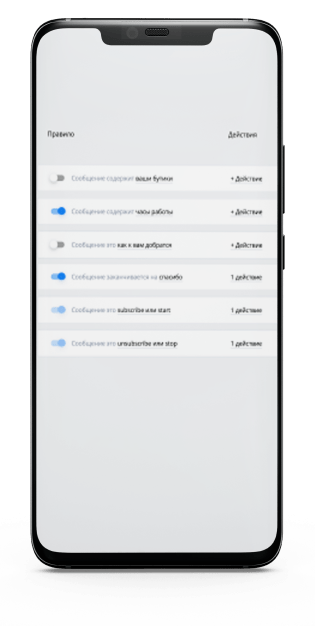 Правило Действия
Сообщение содержит ваши бутики + Действие
Сообщение содержит часы работы + Действие
Сообщение это как к вам добратся + Действие
Сообщение заканчивается на спасибо 1 действие
Сообщение это subscribe или start 1 действие
Сообщение это unsubscribe или stop 1 действие